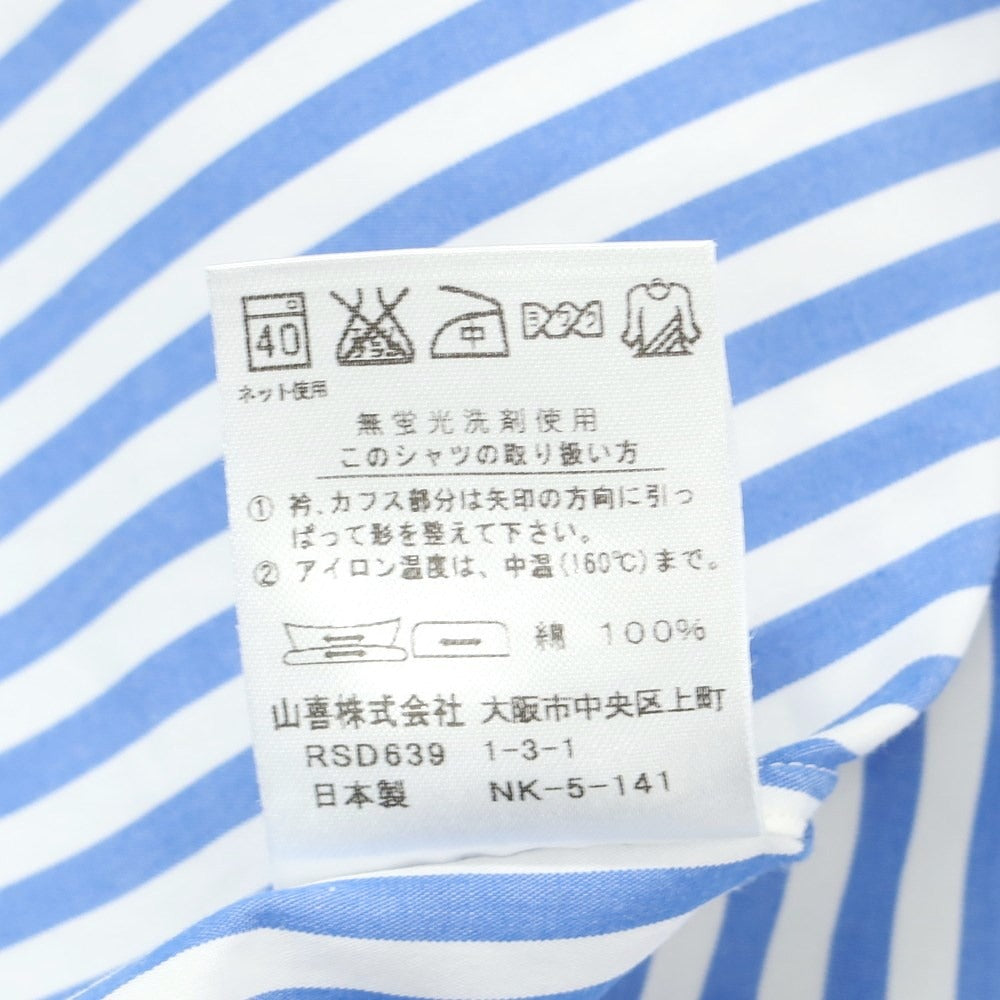 40 中
ネット使用
無蛍光洗剤使用
このシャツの取り扱い方
① 衿、カフス部分は矢印の方向に引っ
ぱって形を整えて下さい。
② アイロン温度は、中温(160℃)まで。
綿 100%
山喜株式会社 大阪市中央区上町
RSD639 1-3-1
日本製 NK-5-141